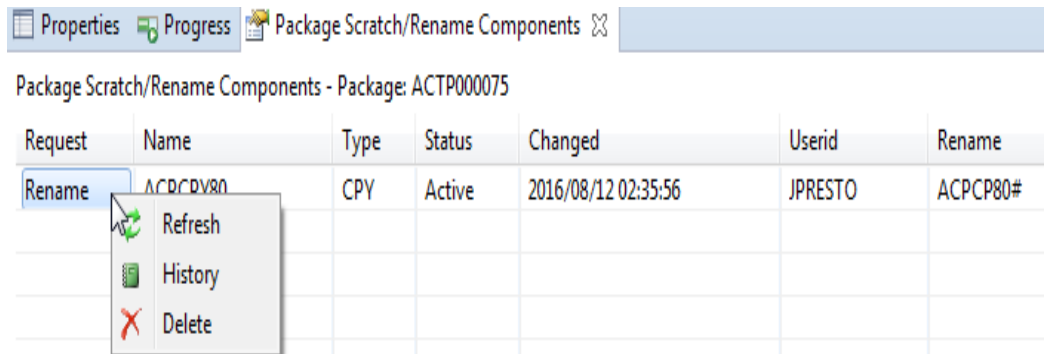 Properties Progress Package Scratch/Rename Components
Package Scratch/Rename Components - Package: ACTP000075
Request Name Type Status Changed Userid Rename
Rename ACPCPY80 CPY Active 2016/08/12 02:35:56 JPRESTO ACPCP80#
Refresh
History
Delete